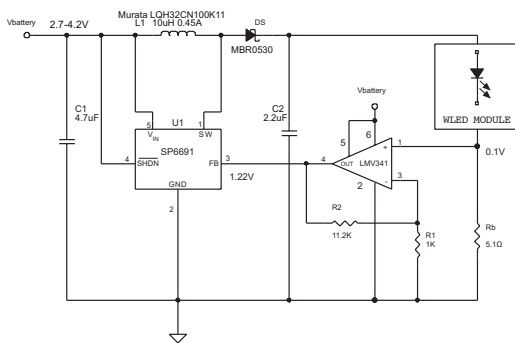 Murata LQH32CN100K11
Vbattery
2.7-4.2V
L1 10uH 0.45A
DS
MBR0530
C1
4.7uF
5
VIN
U1
1
SW
SP6691
4
SHDN
FB
3
1.22V
GND
2
C2
2.2uF
Vbattery
5
6
4
OUT
LMV341
+
-
1
3
2
0.1V
WLED MODULE
R2
11.2K
R1
1K
Rb
5.1Ω